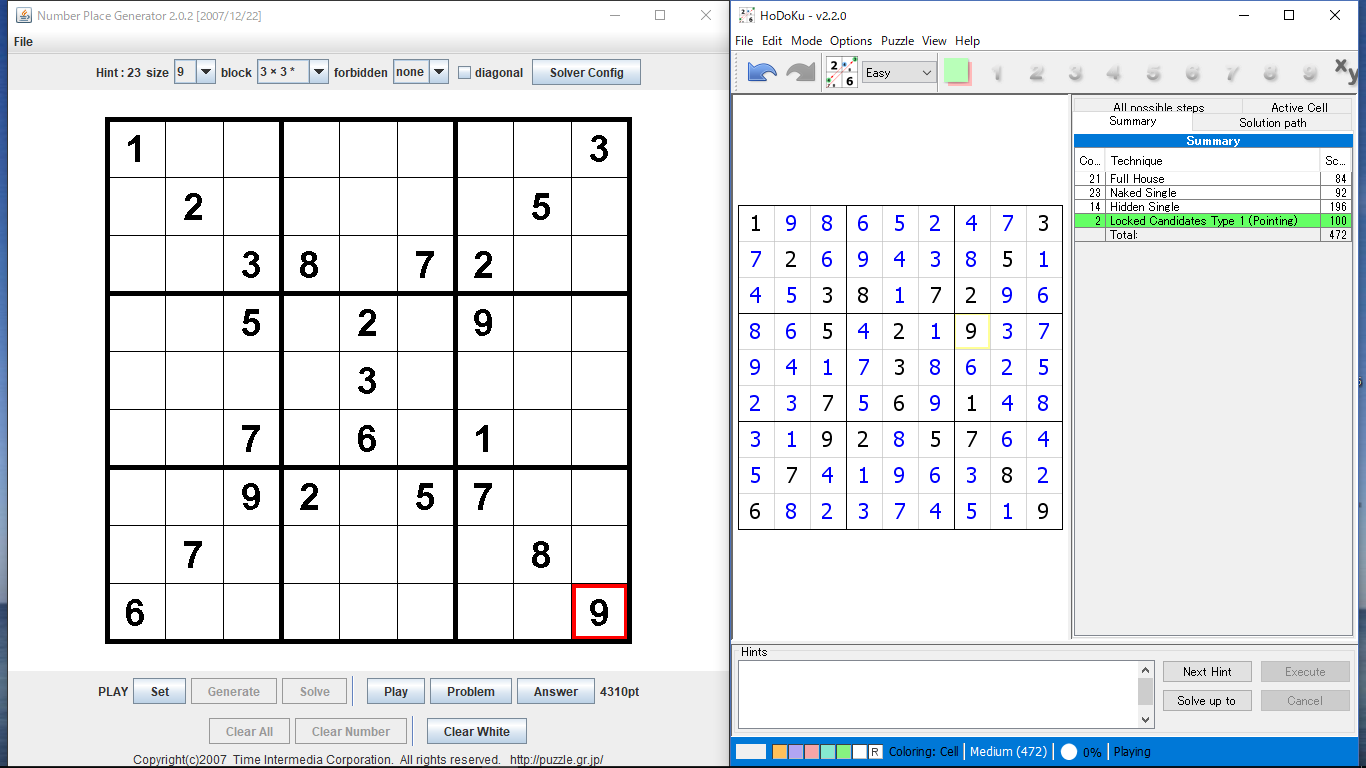 Number Place Generator 2.0.2 [2007/12/22]
File
Hint : 23 size 9 block 3 × 3 * forbidden none diagonal Solver Config
1 3
2 5
3 8 7 2
5 2 9
3
7 6 1
9 2 5 7
7 8
6 9
PLAY Set Generate Solve Play Problem Answer 4310pt
Clear All Clear Number Clear White
Copyright(c)2007 Time Intermedia Corporation. All rights reserved. http://puzzle.gr.jp/
HoDoKu - v2.2.0
File Edit Mode Options Puzzle View Help
2 6 Easy 1 2 3 4 5 6 7 8 9 xy
1 9 8 6 5 2 4 7 3
7 2 6 9 4 3 8 5 1
4 5 3 8 1 7 2 9 6
8 6 5 4 2 1 9 3 7
9 4 1 7 3 8 6 2 5
2 3 7 5 6 9 1 4 8
3 1 9 2 8 5 7 6 4
5 7 4 1 9 6 3 8 2
6 8 2 3 7 4 5 1 9
All possible steps Active Cell
Summary Solution path
Summary
Co... Technique Sc...
21 Full House 84
23 Naked Single 92
14 Hidden Single 196
2 Locked Candidates Type 1 (Pointing) 100
Total: 472
Hints
Next Hint Execute
Solve up to Cancel
R Coloring: Cell Medium (472) 0% Playing